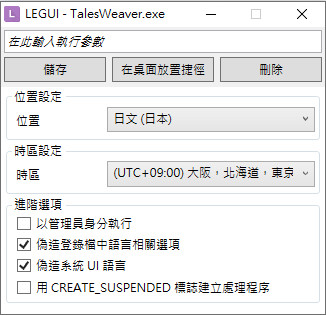 L LEGUI - TalesWeaver.exe
在此輸入執行參數
儲存 在桌面放置捷徑 刪除
位置設定
位置 日文 (日本)
時區設定
時區 (UTC+09:00) 大阪，北海道，東京
進階選項
以管理員身分執行
偽造登錄檔中語言相關選項
偽造系統 UI 語言
用 CREATE_SUSPENDED 標誌建立處理程序